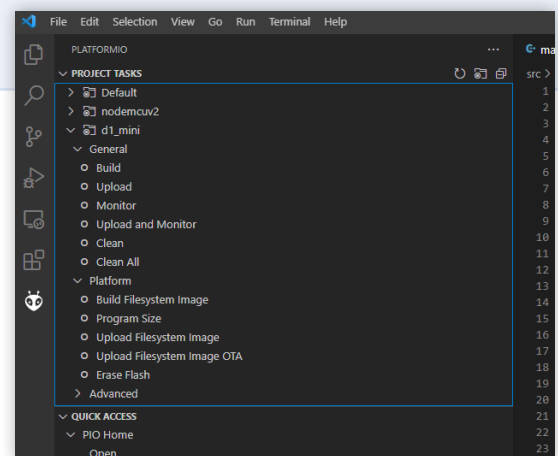 File Edit Selection View Go Run Terminal Help
PLATFORMIO
PROJECT TASKS
Default
nodemcuv2
d1_mini
General
Build
Upload
Monitor
Upload and Monitor
Clean
Clean All
Platform
Build Filesystem Image
Program Size
Upload Filesystem Image
Upload Filesystem Image OTA
Erase Flash
Advanced
QUICK ACCESS
PIO Home
Open
ma
src >
1
2
3
4
5
6
7
8
9
10
11
12
13
14
15
16
17
18
19
20
21
22
23